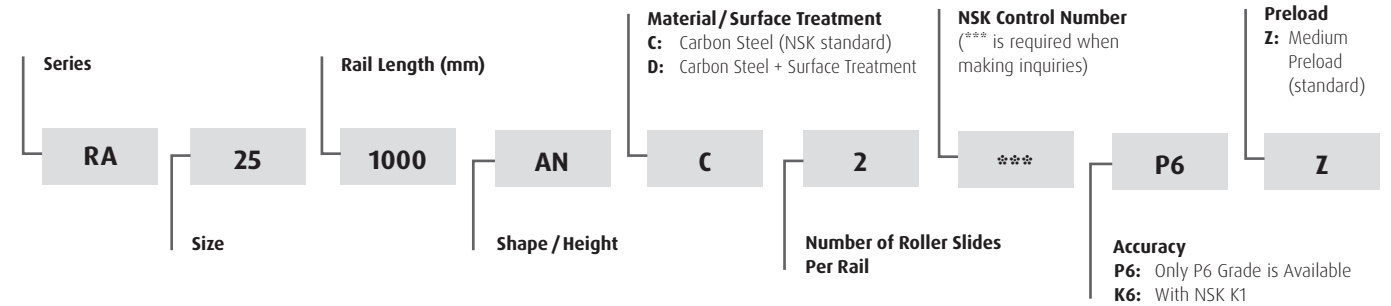 Material / Surface Treatment
C: Carbon Steel (NSK standard)
D: Carbon Steel + Surface Treatment
NSK Control Number
(*** is required when
making inquiries)
Preload
Z: Medium
Preload
(standard)
Series
Rail Length (mm)
RA
25
1000
AN
C
2
***
P6
Z
Size
Shape / Height
Number of Roller Slides
Per Rail
Accuracy
P6: Only P6 Grade is Available
K6: With NSK K1